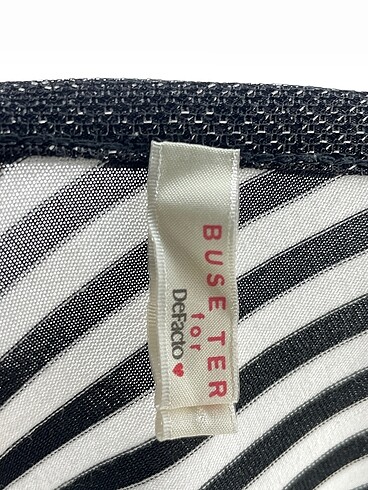 BUSE TER
for
DeFacto